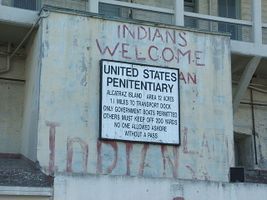 INDIANS
WELCOME
UNITED STATES
PENITENTIARY
ALCATRAZ ISLAND AREA 12 ACRES
1½ MILES TO TRANSPORT DOCK
ONLY GOVERNMENT BOATS PERMITTED
OTHERS MUST KEEP OFF 200 YARDS
NO ONE ALLOWED ASHORE
WITHOUT A PASS
INDIAN